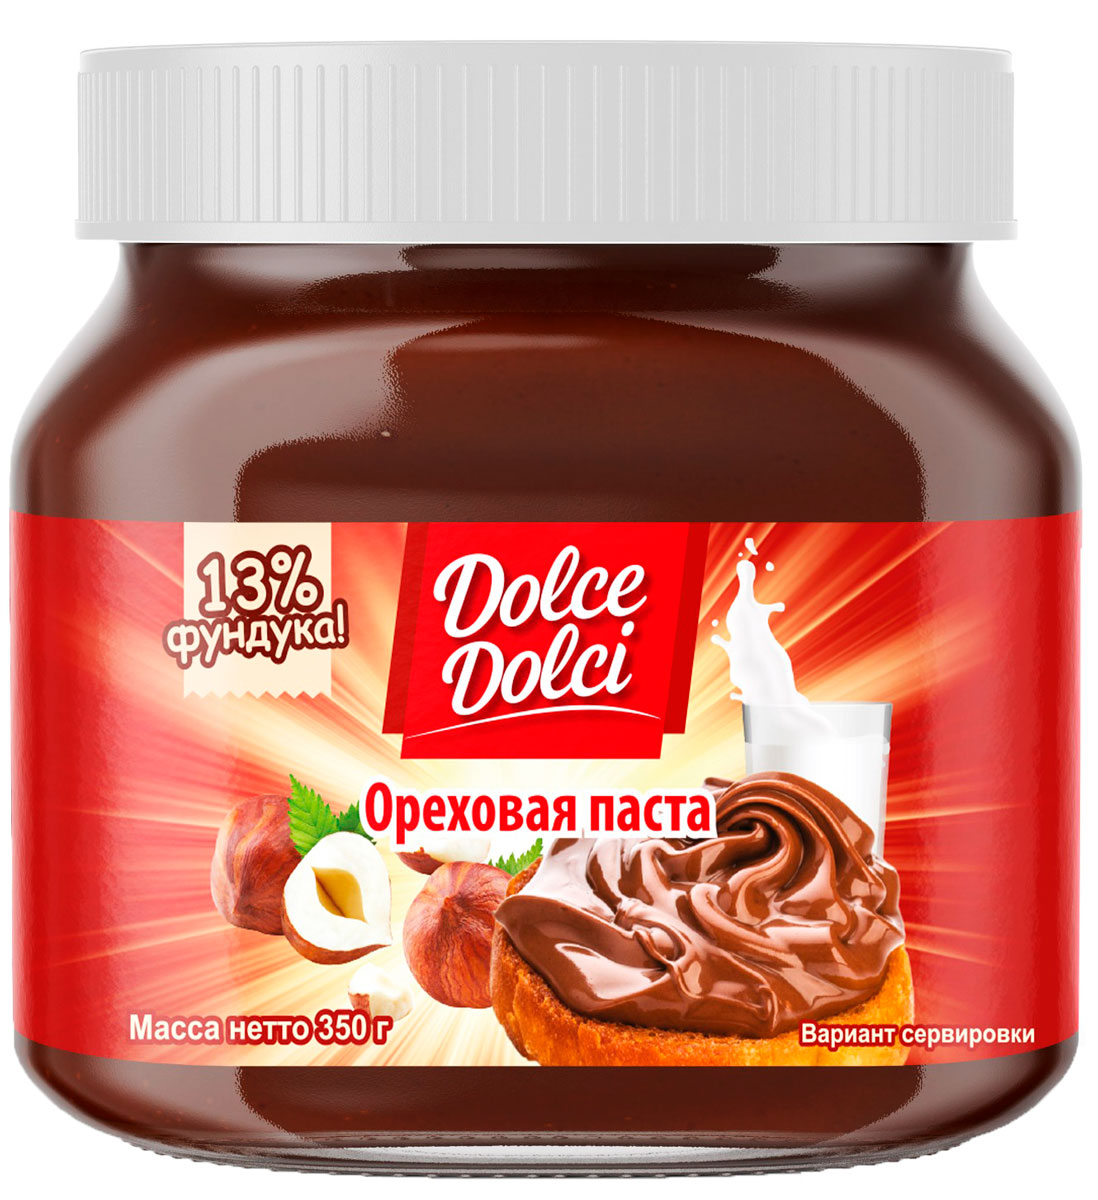 13%
фундука!
Dolce
Dolci
Ореховая паста
Масса нетто 350 г
Вариант сервировки